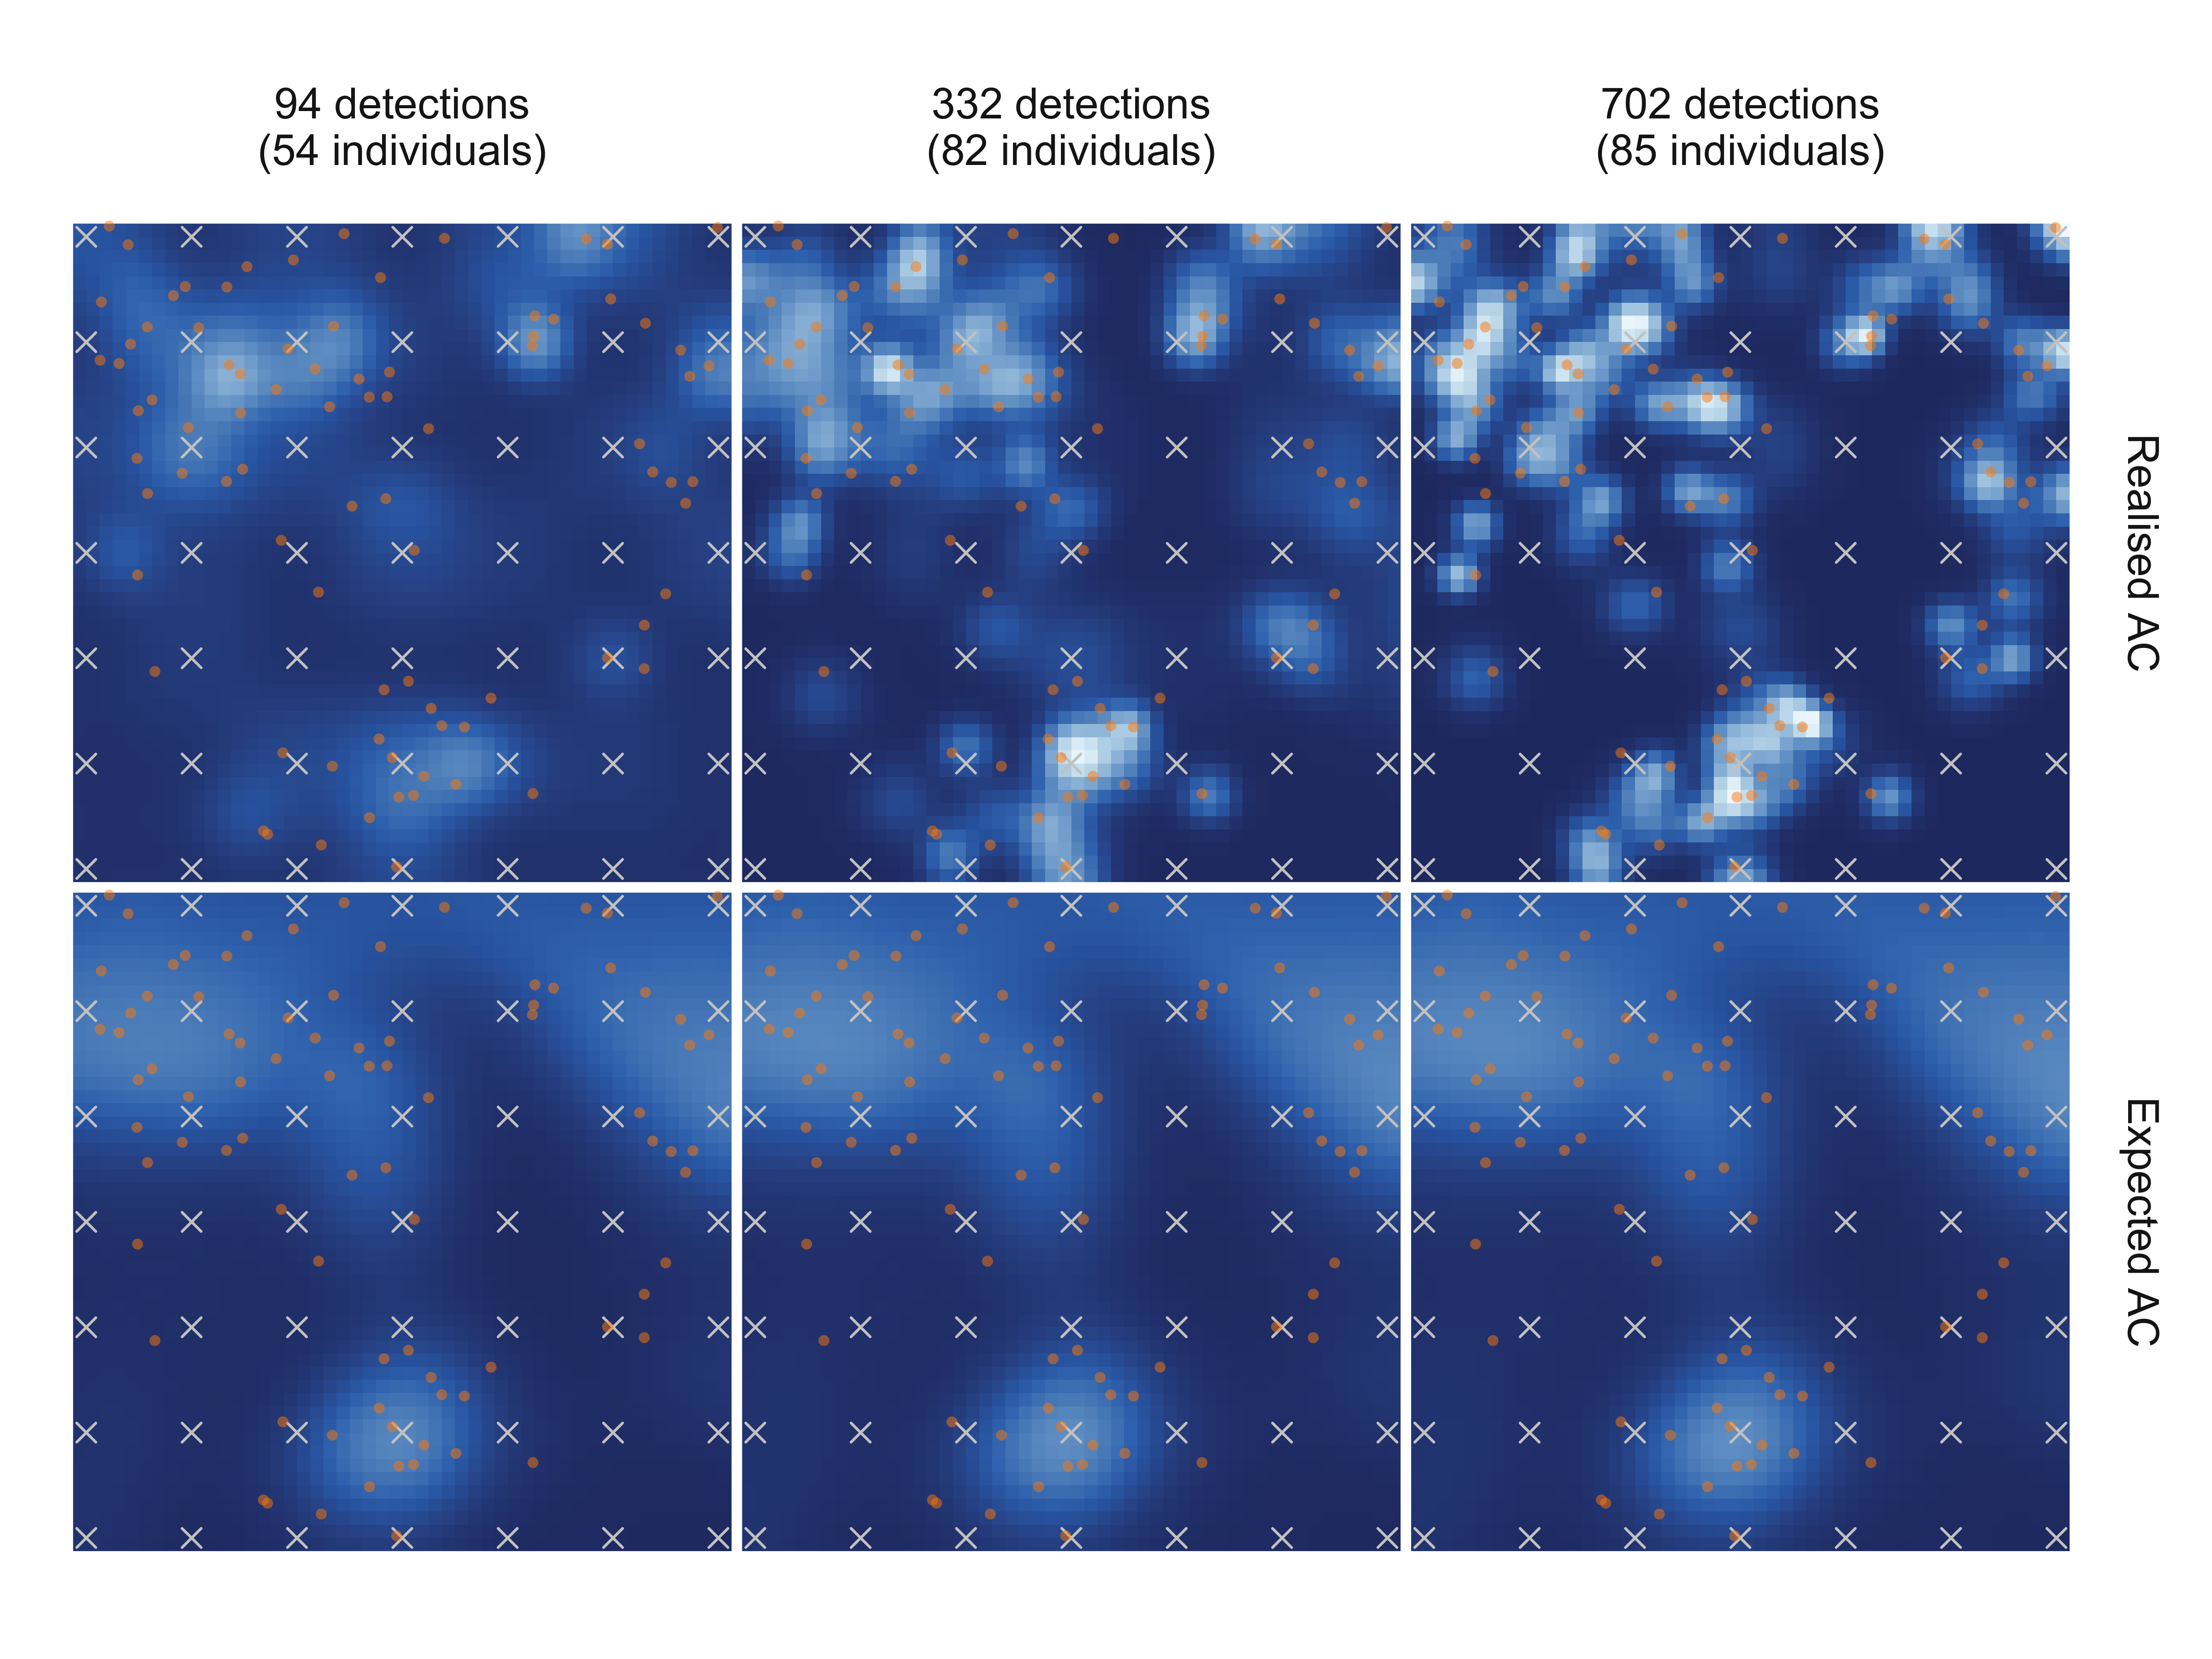 94 detections
(54 individuals)
332 detections
(82 individuals)
702 detections
(85 individuals)
Realised AC
Expected AC